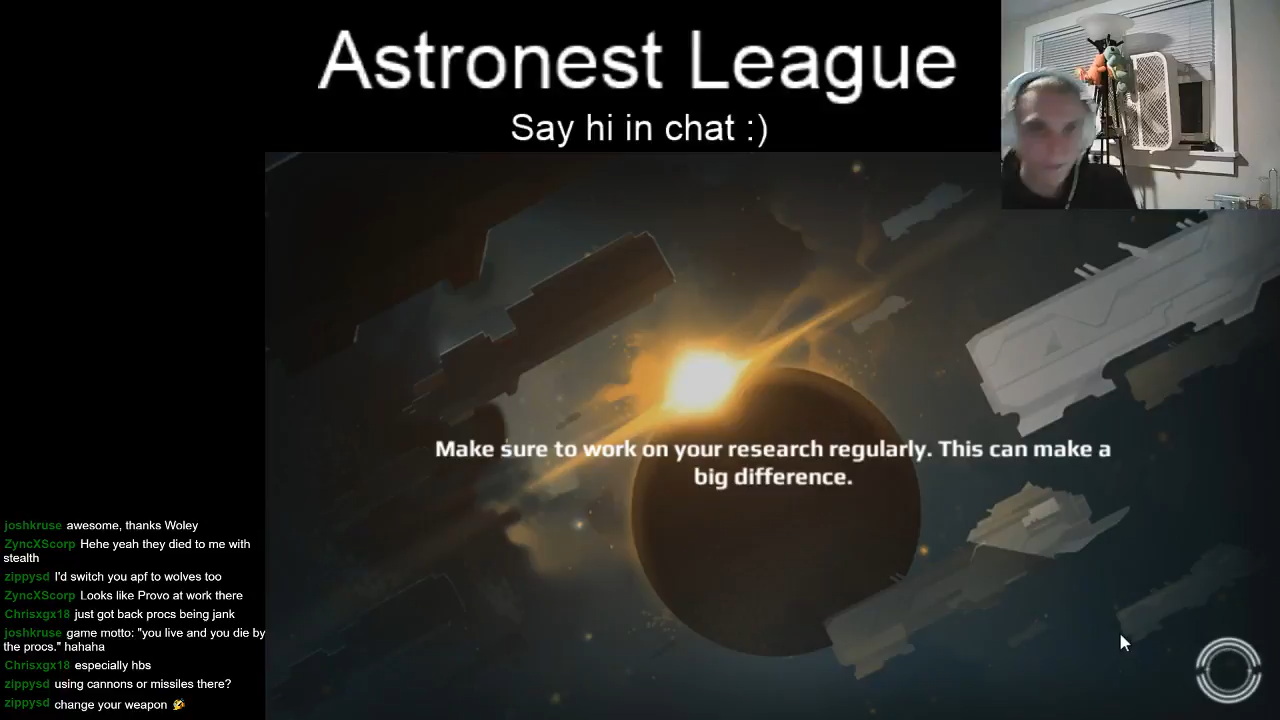 Astronest League
Say hi in chat :)
Make sure to work on your research regularly. This can make a
big difference.
joshkruse awesome, thanks Woley
ZyncXScorp Hehe yeah they died to me with
stealth
zippysd I'd switch you apf to wolves too
ZyncXScorp Looks like Provo at work there
Chrisxgx18 just got back procs being jank
joshkruse game motto: "you live and you die by
the procs." hahaha
Chrisxgx18 especially hbs
zippysd using cannons or missiles there?
zippysd change your weapon